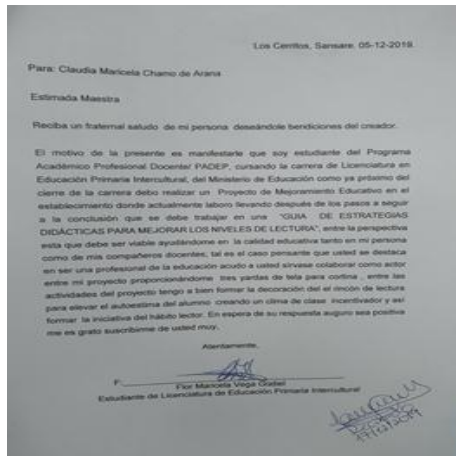 Los Cerritos, Sansare. 05-12-2019.
Para: Claudia Maricela Chamo de Arana
Estimada Maestra
Reciba un fraternal saludo de mi persona deseándole bendiciones del creador.
El motivo de la presente es manifestarle que soy estudiante del Programa
Académico Profesional Docente/ PADEP, cursando la carrera de Licenciatura en
Educación Primaria Intercultural, del Ministerio de Educación como ya próximo del
cierre de la carrera debo realizar un Proyecto de Mejoramiento Educativo en el
establecimiento donde actualmente laboro llevando después de los pasos a seguir
a la conclusión que se debe trabajar en una "GUIA DE ESTRATEGIAS
DIDÁCTICAS PARA MEJORAR LOS NIVELES DE LECTURA", entre la perspectiva
esta que debe ser viable ayudándome en la calidad educativa tanto en mi persona
como de mis compañeros docentes; tal es el caso pensante que usted se destaca
en ser una profesional de la educación acudo a usted sírvase colaborar como actor
entre mi proyecto proporcionándome tres yardas de tela para cortina , entre las
actividades del proyecto tengo a bien formar la decoración del el rincón de lectura
para elevar el autoestima del alumno creando un clima de clase incentivador y así
formar la iniciativa del hábito lector. En espera de su respuesta auguro sea positiva
me es grato suscribirme de usted muy.
Atentamente,
F.
Flor Maricela Vega
Estudiante de Licenciatura de Educación Primaria Intercultural